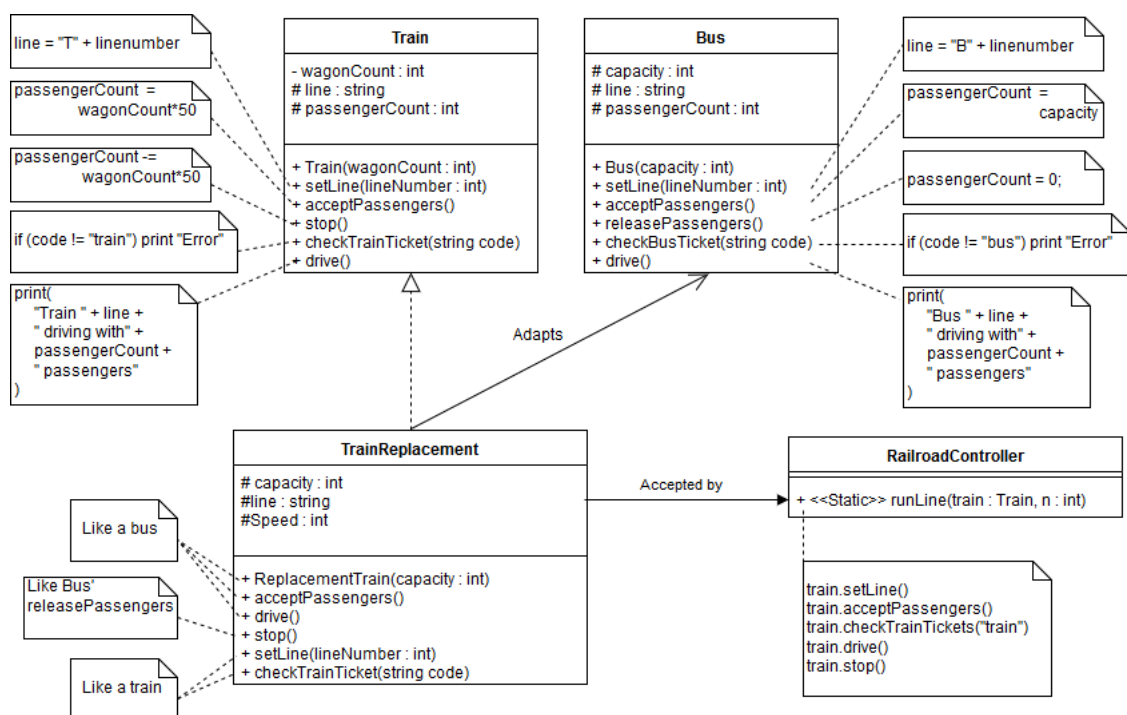 line = "T" + linenumber
passengerCount =
wagonCount*50
passengerCount -=
wagonCount*50
if (code != "train") print "Error"
print(
"Train " + line +
" driving with" +
passengerCount +
" passengers"
)
Train
- wagonCount : int
# line : string
# passengerCount : int
+ Train(wagonCount : int)
+ setLine(lineNumber : int)
+ acceptPassengers()
+ stop()
+ checkTrainTicket(string code)
+ drive()
Bus
# capacity : int
# line : string
# passengerCount : int
+ Bus(capacity : int)
+ setLine(lineNumber : int)
+ acceptPassengers()
+ releasePassengers()
+ checkBusTicket(string code)
+ drive()
line = "B" + linenumber
passengerCount =
capacity
passengerCount = 0;
if (code != "bus") print "Error"
print(
"Bus " + line +
" driving with" +
passengerCount +
" passengers"
)
Adapts
TrainReplacement
# capacity : int
#line : string
#Speed : int
+ ReplacementTrain(capacity : int)
+ acceptPassengers()
+ drive()
+ stop()
+ setLine(lineNumber : int)
+ checkTrainTicket(string code)
Like a bus
Like Bus'
releasePassengers
Like a train
Accepted by
RailroadController
+ <<Static>> runLine(train : Train, n : int)
train.setLine()
train.acceptPassengers()
train.checkTrainTickets("train")
train.drive()
train.stop()